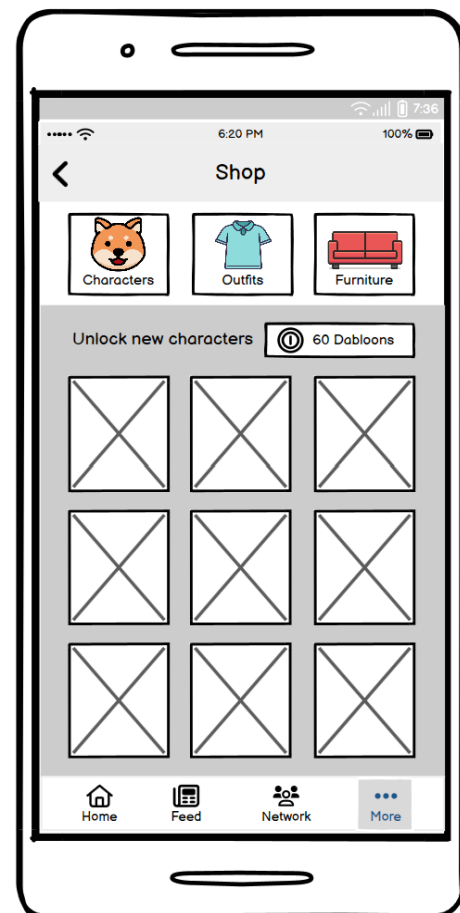 7:36
6:20 PM 100%
Shop
Characters Outfits Furniture
Unlock new characters 60 Dabloons
Home Feed Network More